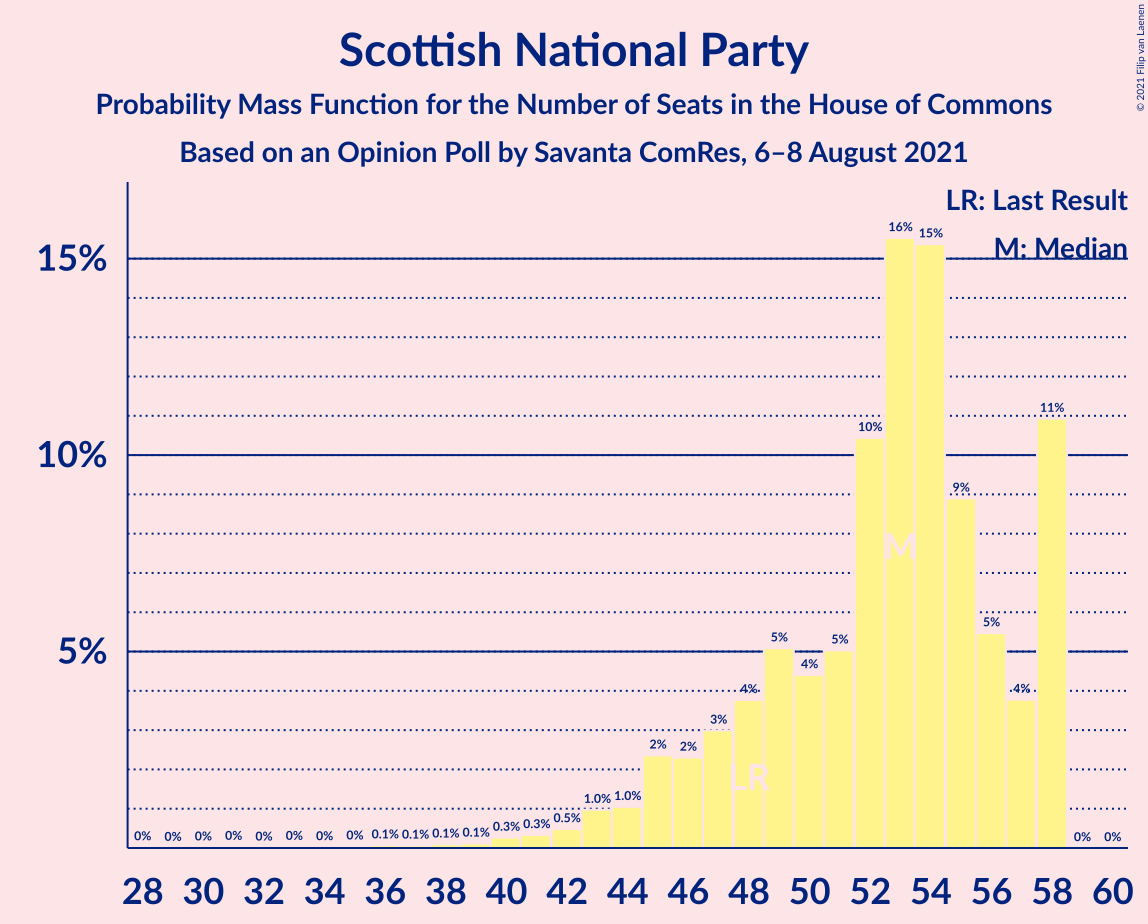 Scottish National Party
Probability Mass Function for the Number of Seats in the House of Commons
Based on an Opinion Poll by Savanta ComRes, 6–8 August 2021
© 2021 Filip van Laenen
LR: Last Result
M: Median
15%
10%
5%
0% 0% 0% 0% 0% 0% 0% 0% 0.1% 0.1% 0.1% 0.1% 0.3% 0.3% 0.5% 1.0% 1.0% 2% 2% 3% 4% 5% 4% 5% 10% 16% 15% 9% 5% 4% 11% 0% 0%
M
LR
28 30 32 34 36 38 40 42 44 46 48 50 52 54 56 58 60